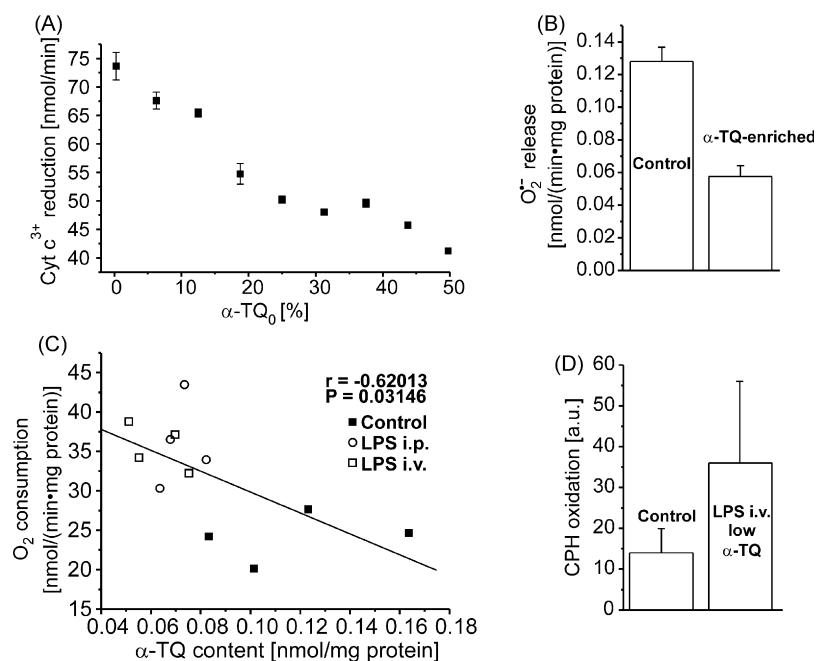 (A)
Cyt c³⁺ reduction [nmol/min]
75
70
65
60
55
50
45
40
0 10 20 30 40 50
α-TQ₀ [%]
(B)
O₂•⁻ release
[nmol/(min•mg protein)]
0.14
0.12
0.10
0.08
0.06
0.04
0.02
0.00
Control
α-TQ-enriched
(C)
O₂ consumption
[nmol/(min•mg protein)]
45
40
35
30
25
20
15
r = -0.62013
P = 0.03146
Control
LPS i.p.
LPS i.v.
0.04 0.06 0.08 0.10 0.12 0.14 0.16 0.18
α-TQ content [nmol/mg protein]
(D)
CPH oxidation [a.u.]
60
50
40
30
20
10
0
Control
LPS i.v.
low
α-TQ